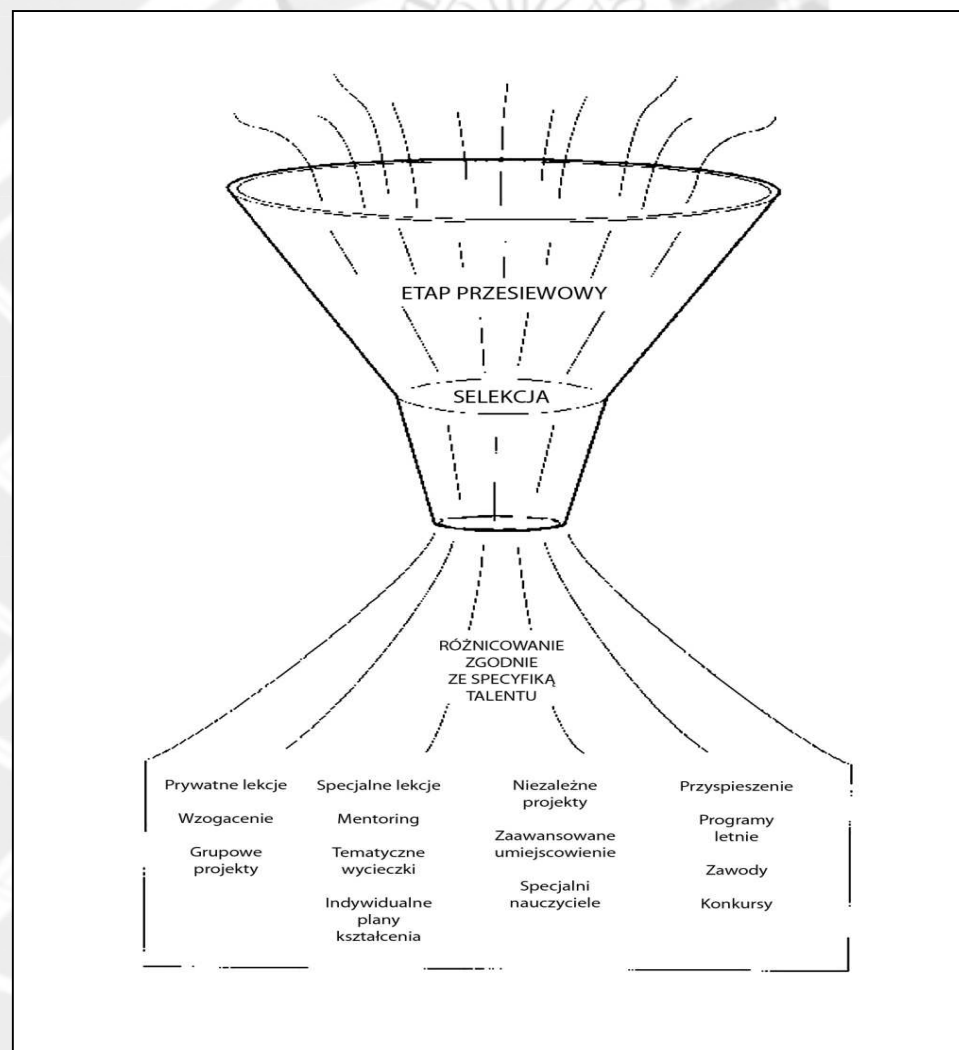 ETAP PRZESIEWOWY
SELEKCJA
RÓŻNICOWANIE
ZGODNIE
ZE SPECYFIKĄ
TALENTU
Prywatne lekcje
Wzogacenie
Grupowe
projekty
Specjalne lekcje
Mentoring
Tematyczne
wycieczki
Indywidualne
plany
kształcenia
Niezależne
projekty
Zaawansowane
umiejscowienie
Specjalni
nauczyciele
Przyspieszenie
Programy
letnie
Zawody
Konkursy